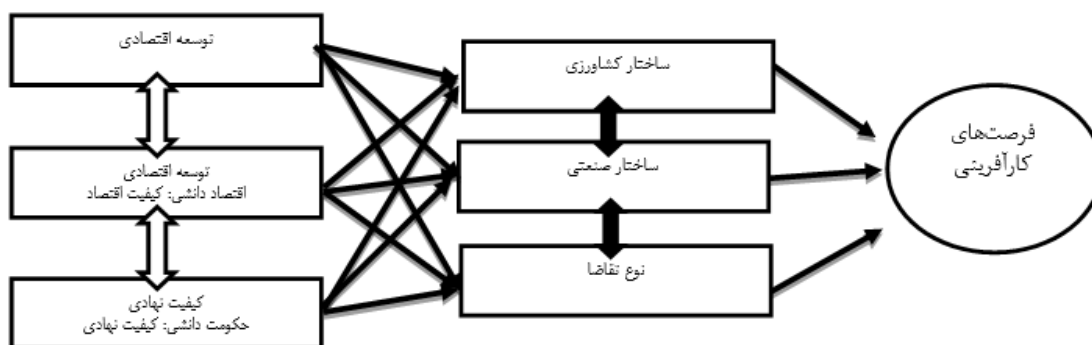 توسعه اقتصادی
توسعه اقتصادی
اقتصاد دانشی: کیفیت اقتصاد
کیفیت نهادی
حکومت دانشی: کیفیت نهادی
ساختار کشاورزی
ساختار صنعتی
نوع تقاضا
فرصت‌های
کارآفرینی